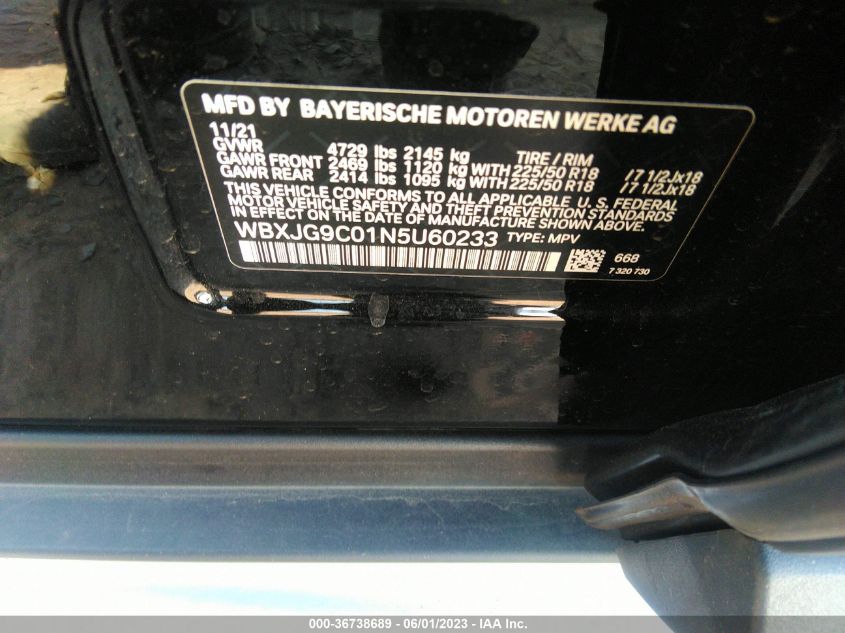 MFD BY BAYERISCHE MOTOREN WERKE AG
11/21
GVWR 4729 lbs 2145 kg TIRE / RIM
GAWR FRONT 2469 lbs 1120 kg WITH 225/50 R18 /7 1/2Jx18
GAWR REAR 2414 lbs 1095 kg WITH 225/50 R18 /7 1/2Jx18
THIS VEHICLE CONFORMS TO ALL APPLICABLE U. S. FEDERAL
MOTOR VEHICLE SAFETY AND THEFT PREVENTION STANDARDS
IN EFFECT ON THE DATE OF MANUFACTURE SHOWN ABOVE.
WBXJG9C01N5U60233 TYPE: MPV
668
7 320 730
000-36738689 - 06/01/2023 - IAA Inc.